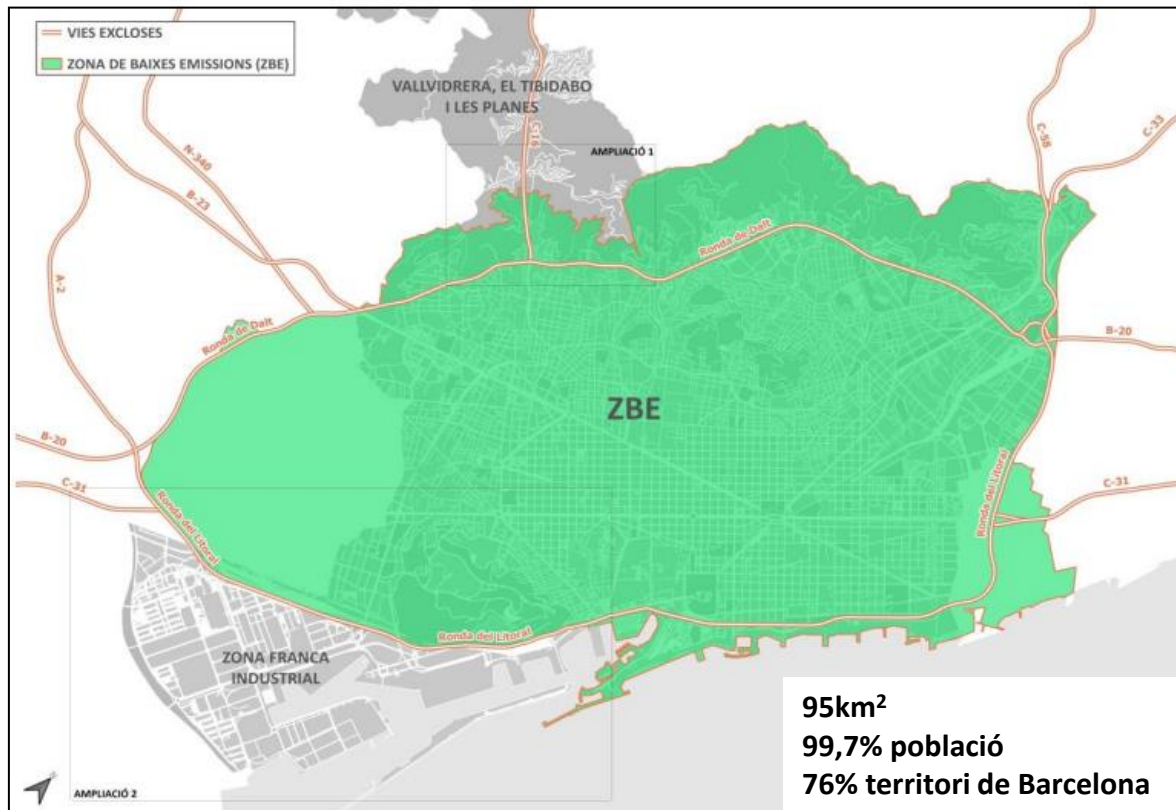 VIES EXCLOSES
ZONA DE BAIXES EMISSIONS (ZBE)
VALLVIDRERA, EL TIBIDABO
I LES PLANES
AMPLIACIÓ 1
C-16
C-58
C-33
N-340
B-23
A-2
Ronda de Dalt
Ronda de Dalt
B-20
ZBE
B-20
C-31
C-31
Ronda del Litoral
Ronda del Litoral
Ronda del Litoral
ZONA FRANCA
INDUSTRIAL
AMPLIACIÓ 2
95km²
99,7% població
76% territori de Barcelona